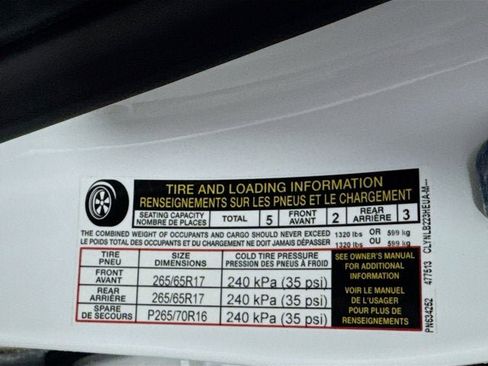 TIRE AND LOADING INFORMATION
RENSEIGNEMENTS SUR LES PNEUS ET LE CHARGEMENT
SEATING CAPACITY
NOMBRE DE PLACES
TOTAL 5 FRONT
AVANT 2 REAR
ARRIÈRE 3
THE COMBINED WEIGHT OF OCCUPANTS AND CARGO SHOULD NEVER EXCEED 1320 lbs OR 599 kg
LE POIDS TOTAL DES OCCUPANTS ET DU CHARGEMENT NE DOIT JAMAIS DÉPASSER 1320 lbs OU 599 kg
TIRE
PNEU
SIZE
DIMENSIONS
COLD TIRE PRESSURE
PRESSION DES PNEUS À FROID
FRONT
AVANT
265/65R17 240 kPa (35 psi)
REAR
ARRIÈRE
265/65R17 240 kPa (35 psi)
SPARE
DE SECOURS
P265/70R16 240 kPa (35 psi)
SEE OWNER'S MANUAL
FOR ADDITIONAL
INFORMATION
VOIR LE MANUEL
DE L'USAGER
POUR PLUS DE
RENSEIGNEMENTS
PN634252 477513